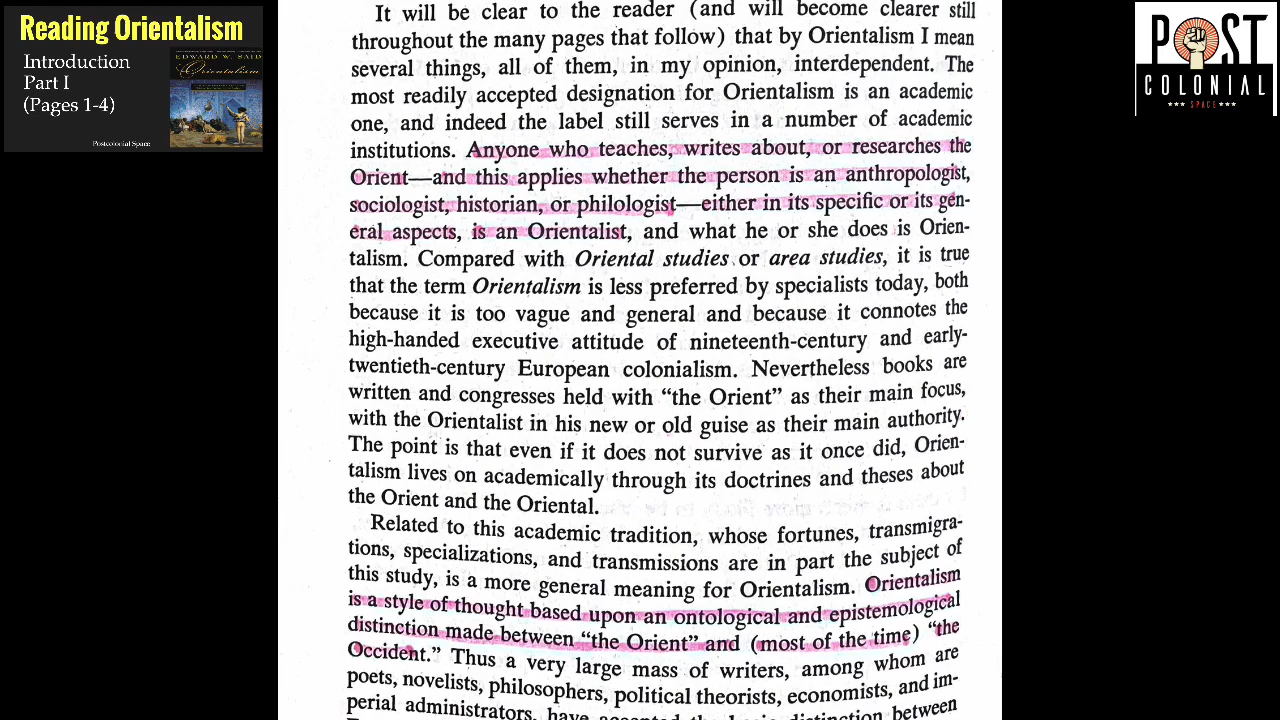 Reading Orientalism
Introduction
Part I
(Pages 1-4)
EDWARD W. SAID
Orientalism
Postcolonial Space
POST
COLONIAL
SPACE
It will be clear to the reader (and will become clearer still
throughout the many pages that follow) that by Orientalism I mean
several things, all of them, in my opinion, interdependent. The
most readily accepted designation for Orientalism is an academic
one, and indeed the label still serves in a number of academic
institutions. Anyone who teaches, writes about, or researches the
Orient—and this applies whether the person is an anthropologist,
sociologist, historian, or philologist—either in its specific or its gen-
eral aspects, is an Orientalist, and what he or she does is Orien-
talism. Compared with Oriental studies or area studies, it is true
that the term Orientalism is less preferred by specialists today, both
because it is too vague and general and because it connotes the
high-handed executive attitude of nineteenth-century and early-
twentieth-century European colonialism. Nevertheless books are
written and congresses held with “the Orient” as their main focus,
with the Orientalist in his new or old guise as their main authority.
The point is that even if it does not survive as it once did, Orien-
talism lives on academically through its doctrines and theses about
the Orient and the Oriental.
Related to this academic tradition, whose fortunes, transmigra-
tions, specializations, and transmissions are in part the subject of
this study, is a more general meaning for Orientalism. Orientalism
is a style of thought based upon an ontological and epistemological
distinction made between “the Orient” and (most of the time) “the
Occident.” Thus a very large mass of writers, among whom are
poets, novelists, philosophers, political theorists, economists, and im-
perial administrators, have accepted the basic distinction between